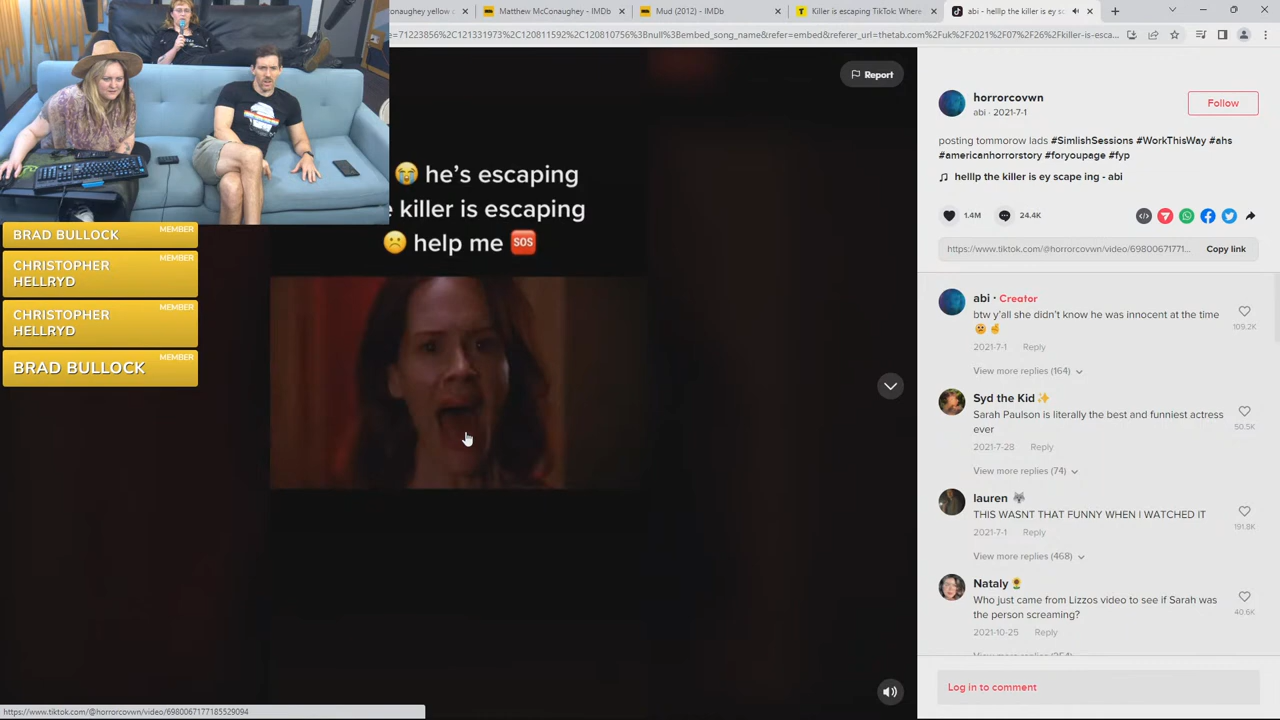 onaughey yellow a
Matthew McConaughey - IMDb
Mud (2012) - IMDb
Killer is escaping TikTok: Where
abi - helllp the killer is ey sc
e=71223856%2C121331973%2C120811592%2C120810756%3Bnull%3Bembed_song_name&refer=embed&referer_url=thetab.com%2Fuk%2F2021%2F07%2F26%2Fkiller-is-esca...
Report
😭 he's escaping
killer is escaping
☹️ help me 🆘
BRAD BULLOCK
MEMBER
CHRISTOPHER
HELLRYD
MEMBER
CHRISTOPHER
HELLRYD
MEMBER
BRAD BULLOCK
MEMBER
horrorcovwn
abi · 2021-7-1
Follow
posting tommorow lads #SimlishSessions #WorkThisWay #ahs
#americanhorrorstory #foryoupage #fyp
helllp the killer is ey scape ing - abi
1.4M
24.4K
https://www.tiktok.com/@horrorcovwn/video/69800671771...
Copy link
abi · Creator
btw y'all she didn't know he was innocent at the time
109.2K
2021-7-1 Reply
View more replies (164)
Syd the Kid ✨
Sarah Paulson is literally the best and funniest actress
ever
50.5K
2021-7-28 Reply
View more replies (74)
lauren 🐺
THIS WASNT THAT FUNNY WHEN I WATCHED IT
191.8K
2021-7-1 Reply
View more replies (468)
Nataly 🌻
Who just came from Lizzos video to see if Sarah was
the person screaming?
40.6K
2021-10-25 Reply
Log in to comment
https://www.tiktok.com/@horrorcovwn/video/6980067177185529094